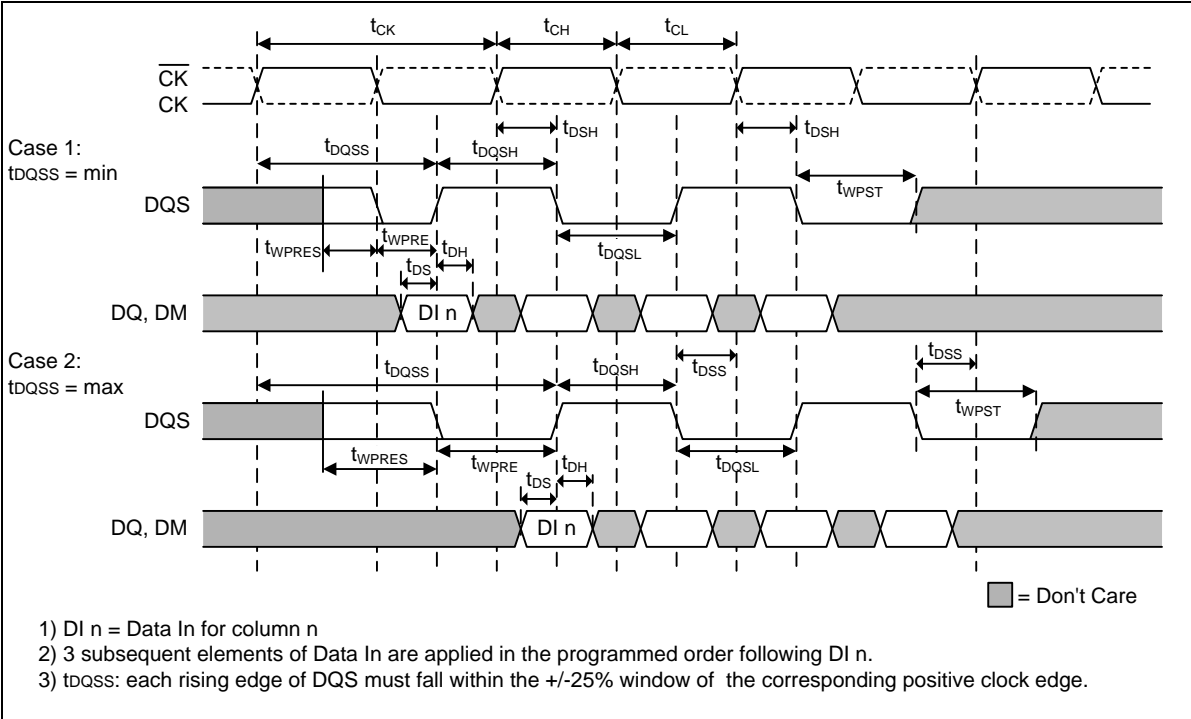 tCK tCH tCL
CK
CK
tDSH tDSH
Case 1:
tDQSS = min
tDQSS tDQSH
tWPST
DQS
tWPRES tWPRE tDH tDQSL
tDS
DI n
DQ, DM
Case 2:
tDQSS = max
tDQSS tDQSH tDSS tDSS
tWPST
DQS
tWPRES tWPRE tDH tDQSL
tDS
DI n
DQ, DM
= Don't Care
1) DI n = Data In for column n
2) 3 subsequent elements of Data In are applied in the programmed order following DI n.
3) tDQSS: each rising edge of DQS must fall within the +/-25% window of the corresponding positive clock edge.